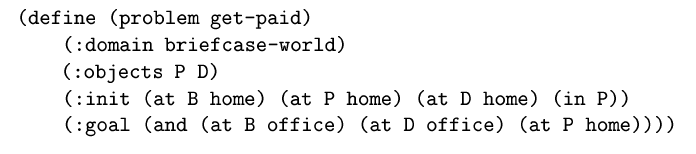 (define (problem get-paid)
(:domain briefcase-world)
(:objects P D)
(:init (at B home) (at P home) (at D home) (in P))
(:goal (and (at B office) (at D office) (at P home))))